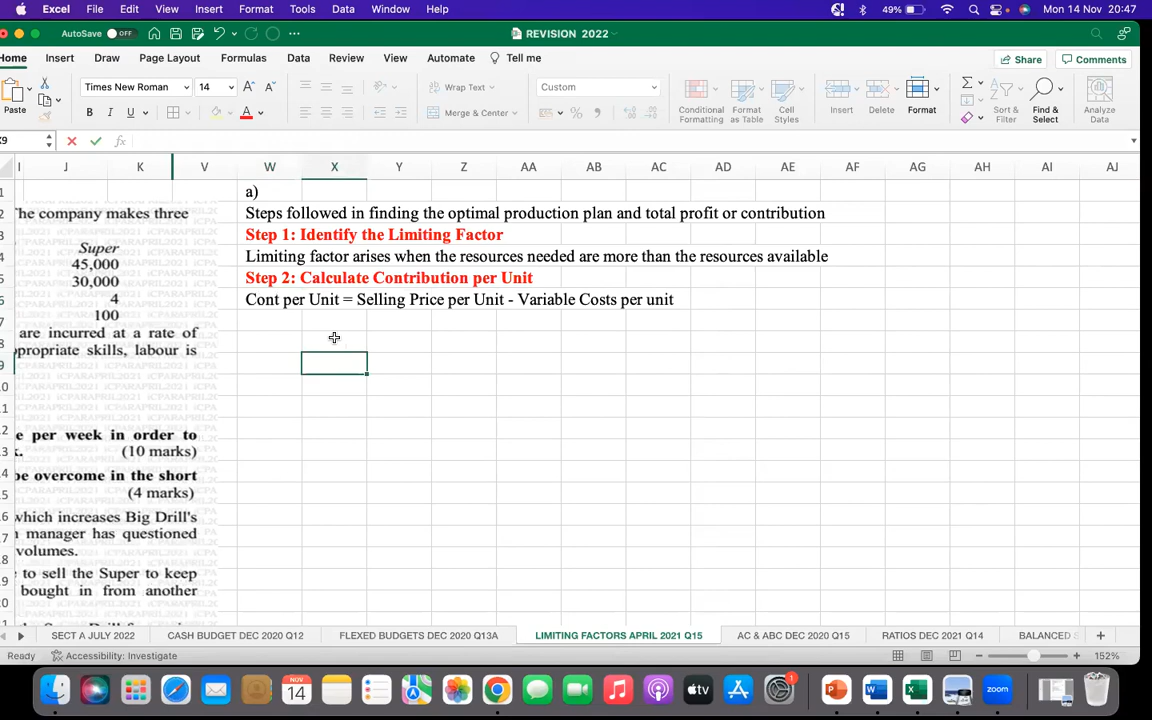 Excel File Edit View Insert Format Tools Data Window Help 49% Mon 14 Nov 20:47
AutoSave OFF REVISION 2022
Home Insert Draw Page Layout Formulas Data Review View Automate Tell me Share Comments
Paste Times New Roman 14 A A Wrap Text Custom Conditional Formatting Format as Table Cell Styles Insert Delete Format Sort & Filter Find & Select Analyze Data
B I U A Merge & Center
X9 fx
I J K V W X Y Z AA AB AC AD AE AF AG AH AI AJ
a)
The company makes three
Steps followed in finding the optimal production plan and total profit or contribution
Step 1: Identify the Limiting Factor
Super
45,000
Limiting factor arises when the resources needed are more than the resources available
30,000
Step 2: Calculate Contribution per Unit
4
Cont per Unit = Selling Price per Unit - Variable Costs per unit
100
are incurred at a rate of
propriate skills, labour is
e per week in order to
k. (10 marks)
be overcome in the short
(4 marks)
which increases Big Drill's
n manager has questioned
volumes.
to sell the Super to keep
bought in from another
SECT A JULY 2022 CASH BUDGET DEC 2020 Q12 FLEXED BUDGETS DEC 2020 Q13A LIMITING FACTORS APRIL 2021 Q15 AC & ABC DEC 2020 Q15 RATIOS DEC 2021 Q14 BALANCED S
Ready Accessibility: Investigate 152%
NOV 14 tv 1 zoom